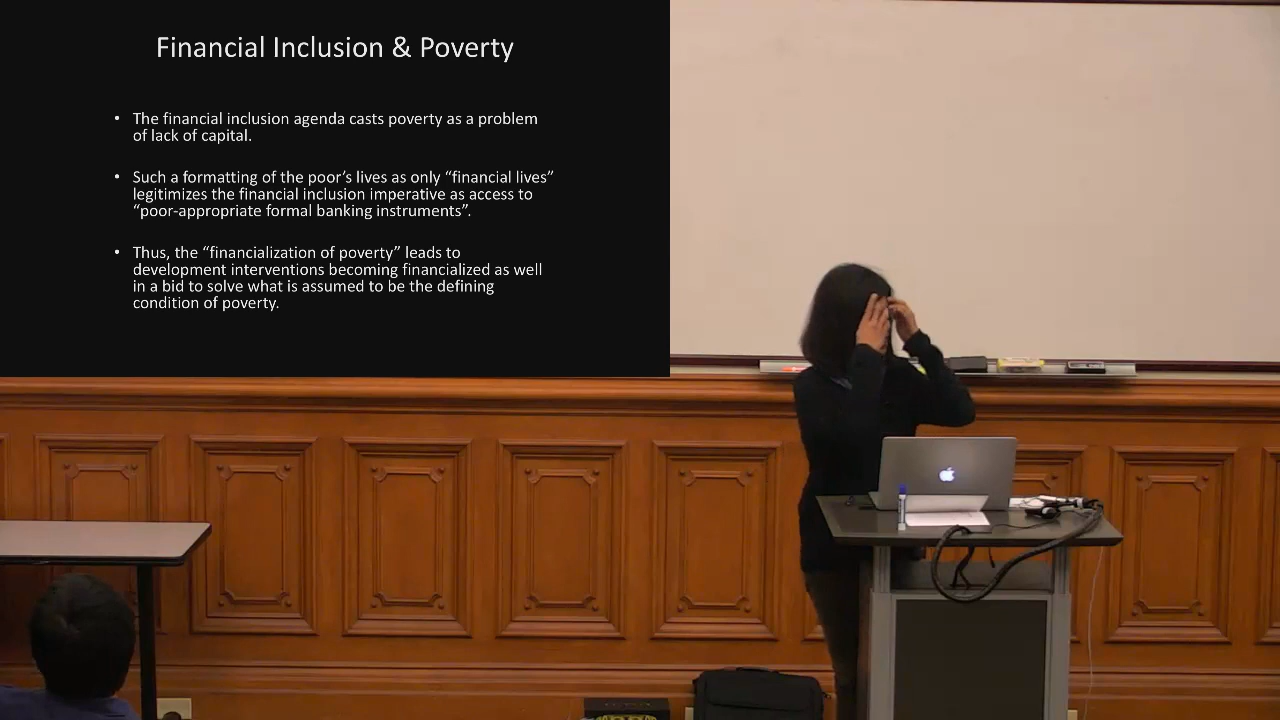 Financial Inclusion & Poverty
• The financial inclusion agenda casts poverty as a problem
of lack of capital.
• Such a formatting of the poor’s lives as only “financial lives”
legitimizes the financial inclusion imperative as access to
“poor-appropriate formal banking instruments”.
• Thus, the “financialization of poverty” leads to
development interventions becoming financialized as well
in a bid to solve what is assumed to be the defining
condition of poverty.